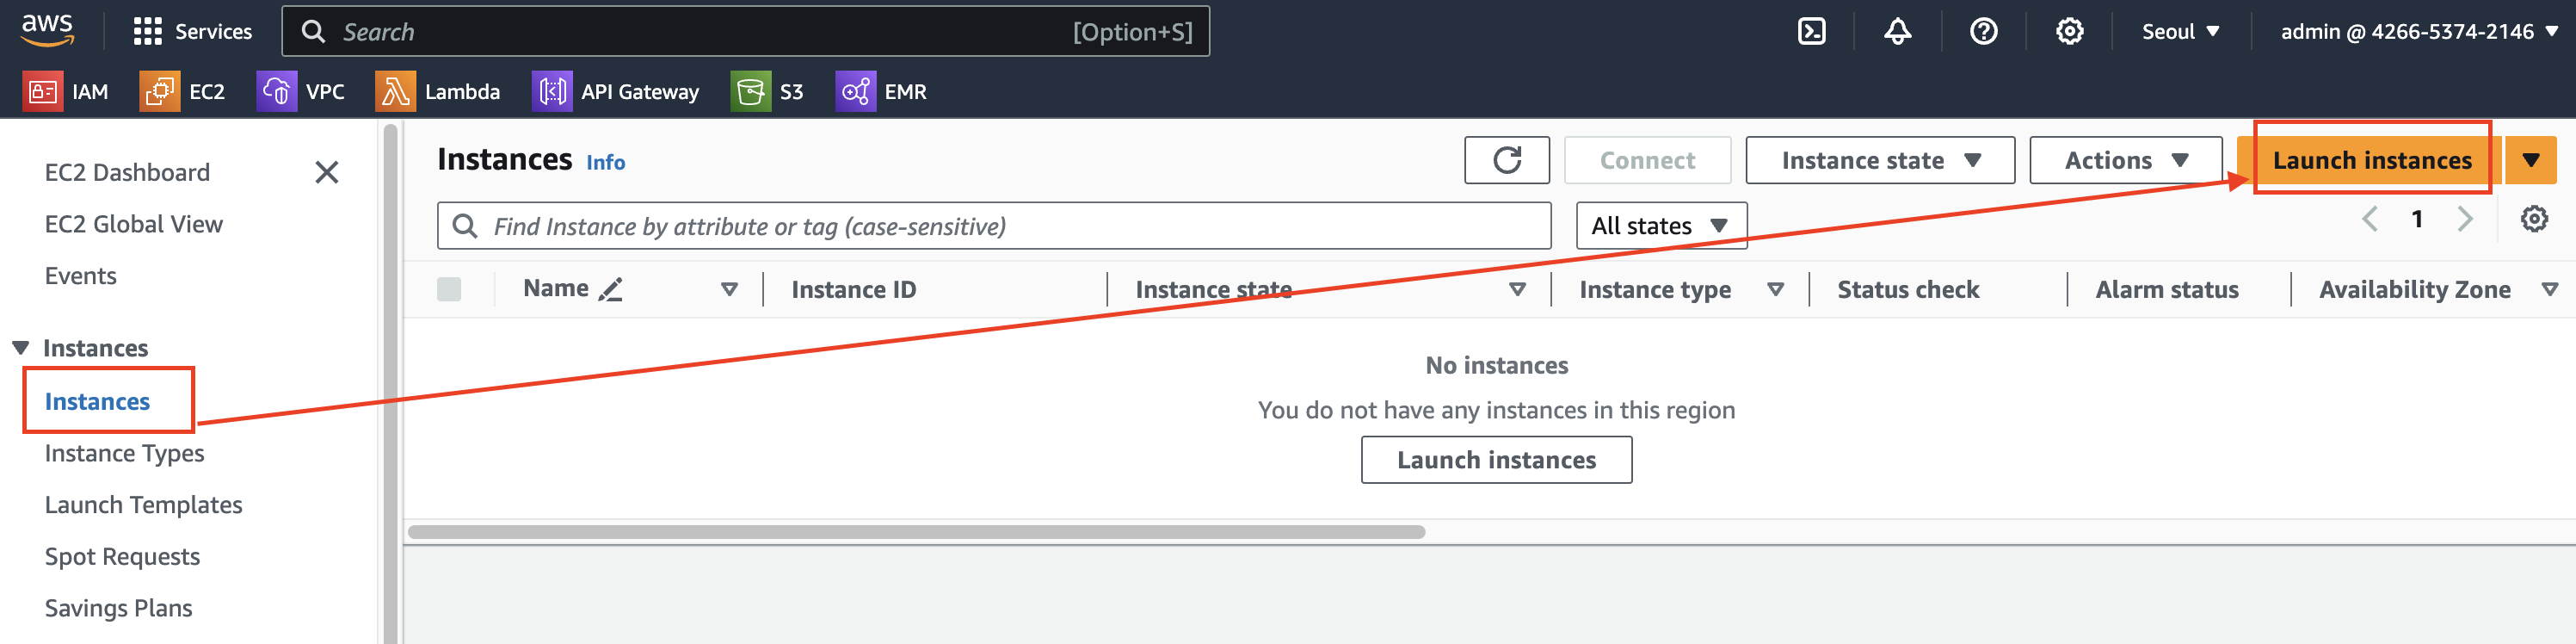 aws Services Search [Option+S] Seoul admin @ 4266-5374-2146
IAM EC2 VPC Lambda API Gateway S3 EMR
EC2 Dashboard
EC2 Global View
Events
Instances
Instances
Instance Types
Launch Templates
Spot Requests
Savings Plans
Instances Info Connect Instance state Actions Launch instances
Find Instance by attribute or tag (case-sensitive) All states 1
Name Instance ID Instance state Instance type Status check Alarm status Availability Zone
No instances
You do not have any instances in this region
Launch instances